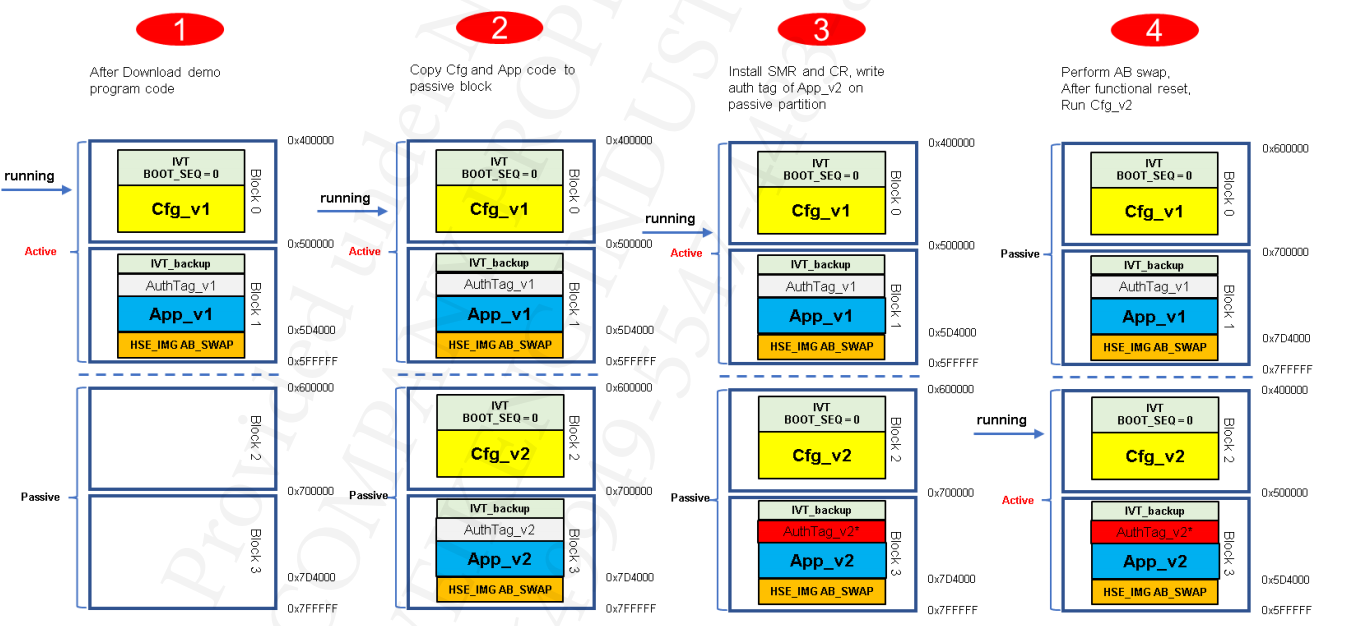 1
After Download demo
program code
0x400000
IVT
BOOT_SEQ = 0
Cfg_v1
Block 0
running
Active
0x500000
IVT_backup
AuthTag_v1
App_v1
HSE_IMG AB_SWAP
Block 1
0x5D4000
0x5FFFFF
0x600000
Block 2
Passive
0x700000
Block 3
0x7D4000
0x7FFFFF
2
Copy Cfg and App code to
passive block
0x400000
IVT
BOOT_SEQ = 0
Cfg_v1
Block 0
running
Active
0x500000
IVT_backup
AuthTag_v1
App_v1
HSE_IMG AB_SWAP
Block 1
0x5D4000
0x5FFFFF
0x600000
IVT
BOOT_SEQ = 0
Cfg_v2
Block 2
Passive
0x700000
IVT_backup
AuthTag_v2
App_v2
HSE_IMG AB_SWAP
Block 3
0x7D4000
0x7FFFFF
3
Install SMR and CR, write
auth tag of App_v2 on
passive partition
0x400000
IVT
BOOT_SEQ = 0
Cfg_v1
Block 0
running
Active
0x500000
IVT_backup
AuthTag_v1
App_v1
HSE_IMG AB_SWAP
Block 1
0x5D4000
0x5FFFFF
0x600000
IVT
BOOT_SEQ = 0
Cfg_v2
Block 2
Passive
0x700000
IVT_backup
AuthTag_v2*
App_v2
HSE_IMG AB_SWAP
Block 3
0x7D4000
0x7FFFFF
4
Perform AB swap,
After functional reset,
Run Cfg_v2
0x600000
IVT
BOOT_SEQ = 0
Cfg_v1
Block 0
Passive
0x700000
IVT_backup
AuthTag_v1
App_v1
HSE_IMG AB_SWAP
Block 1
0x7D4000
0x7FFFFF
0x400000
IVT
BOOT_SEQ = 0
Cfg_v2
Block 2
running
Active
0x500000
IVT_backup
AuthTag_v2*
App_v2
HSE_IMG AB_SWAP
Block 3
0x5D4000
0x5FFFFF
Provided under